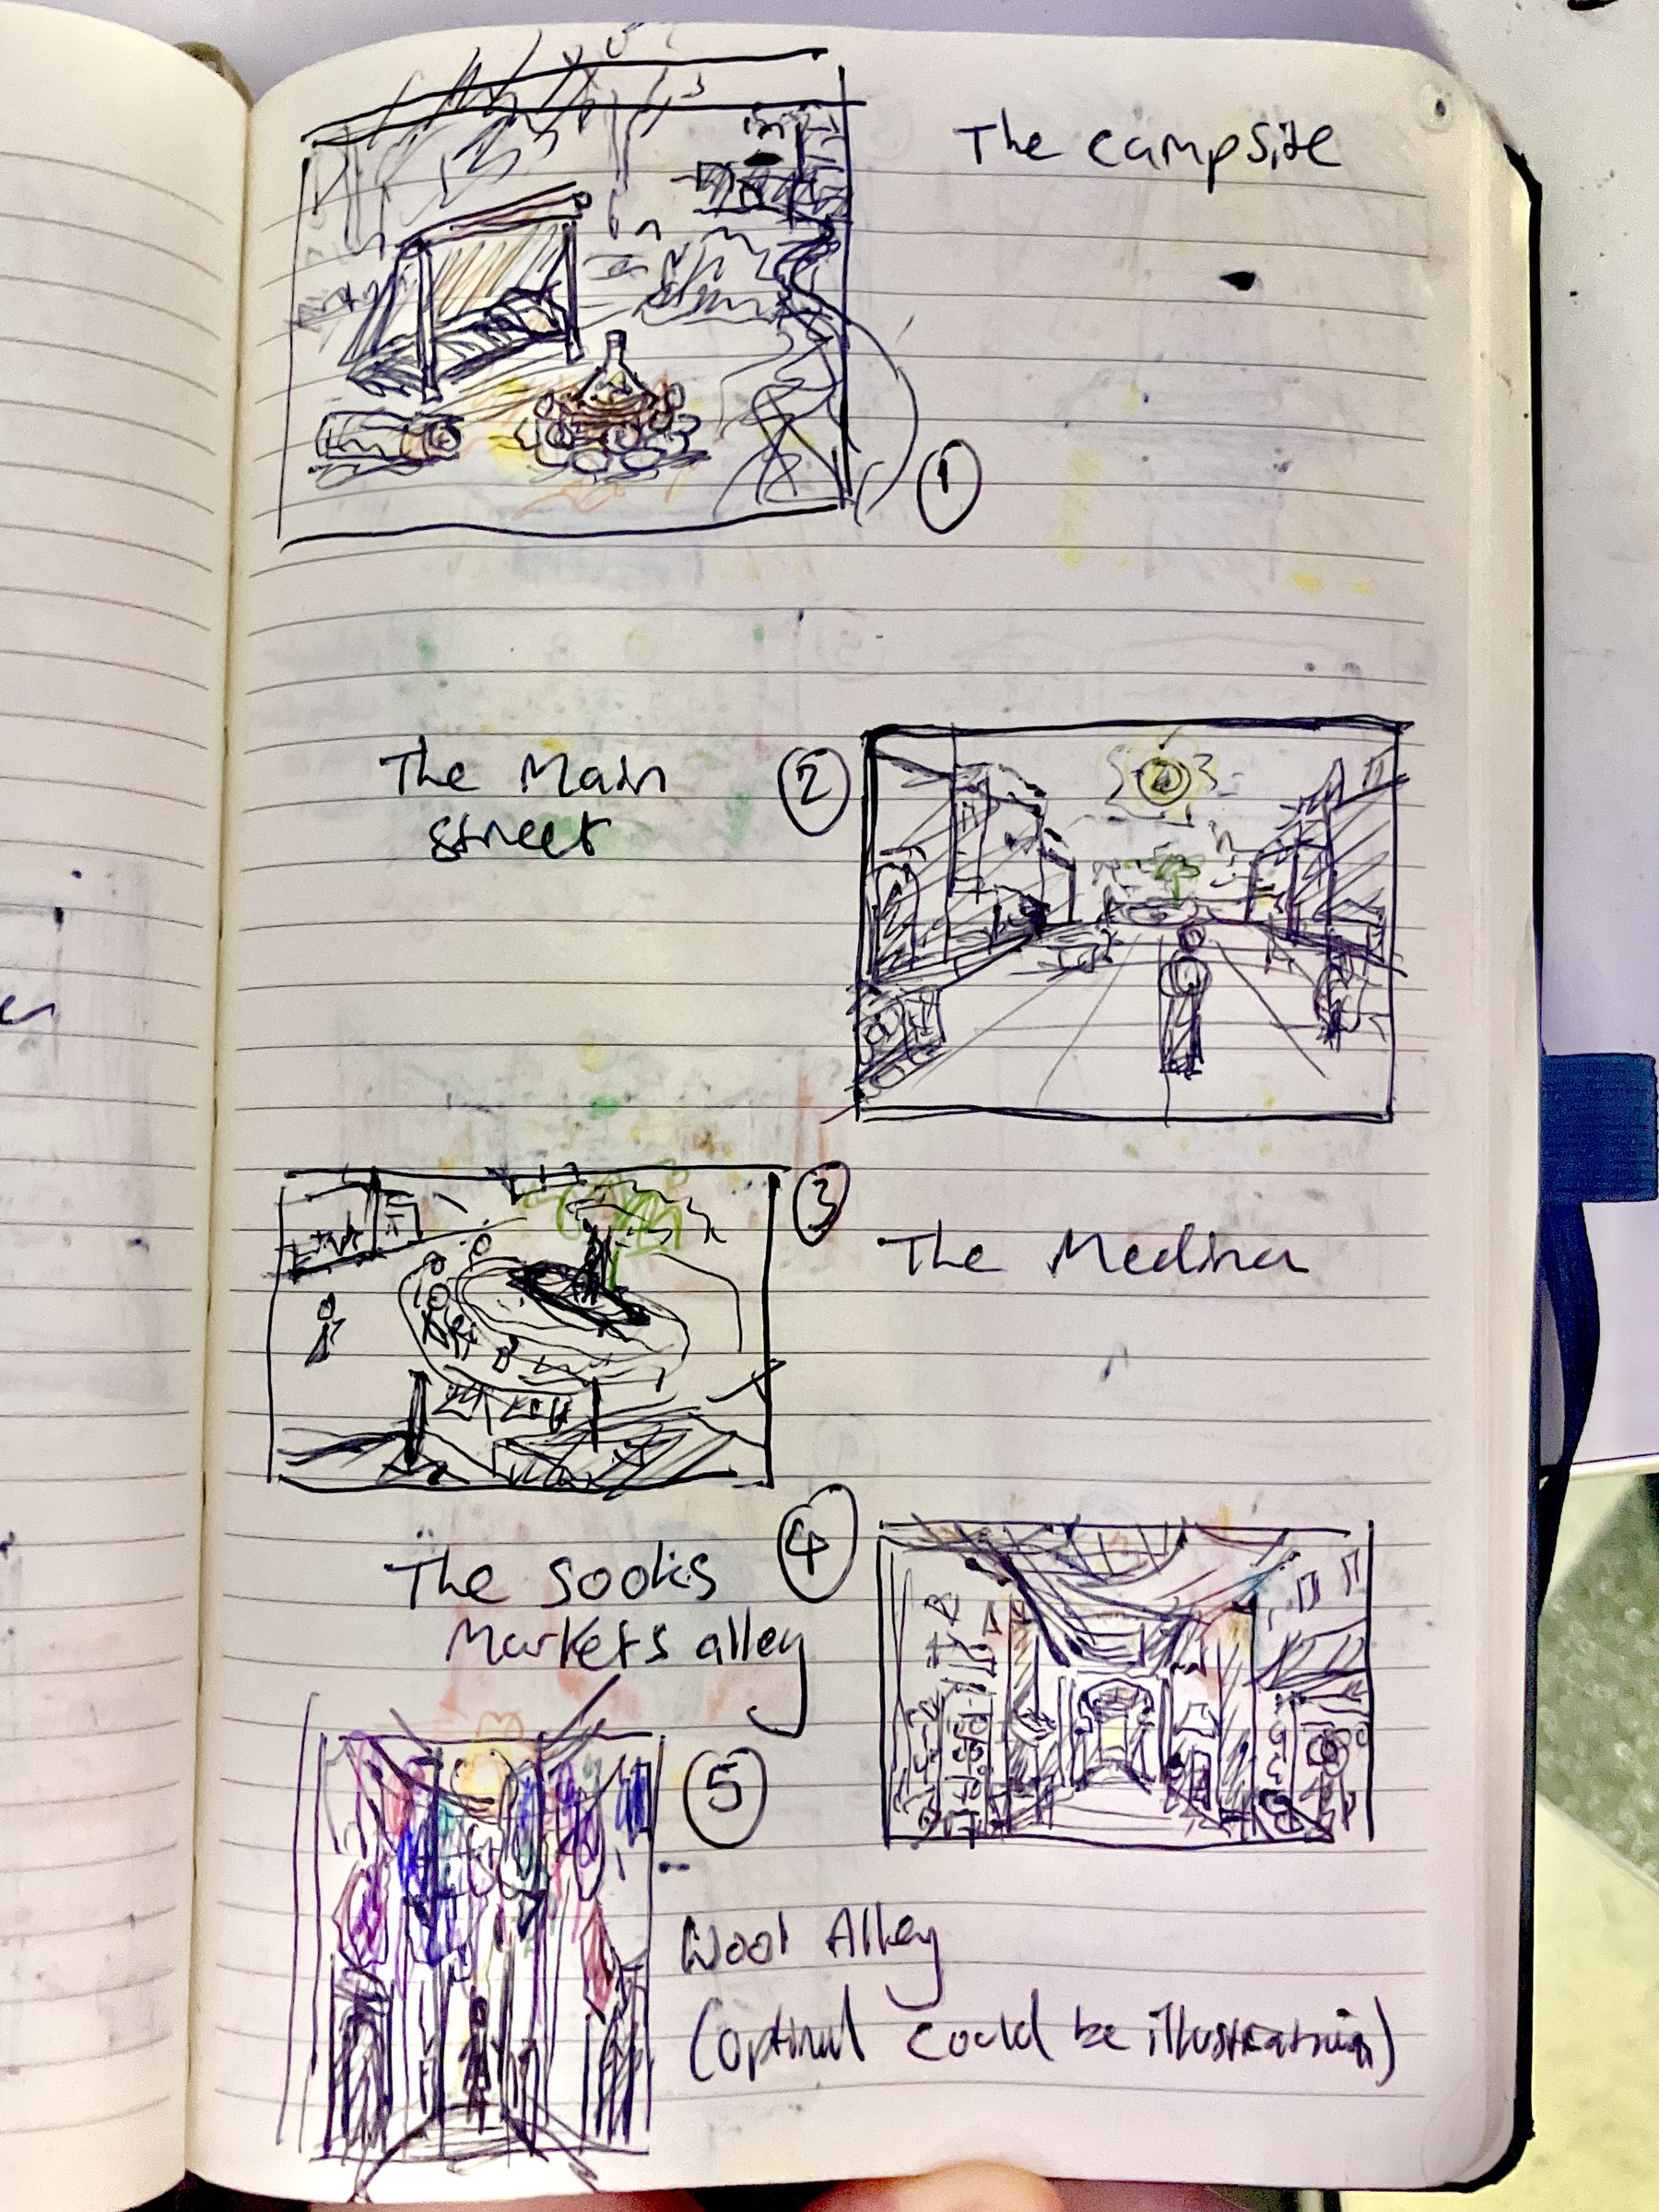 The campsite
1
The Main
street
2
3
The Medina
The sooks
Markets alley
4
5
Wool Alley
(optinul could be illustration)